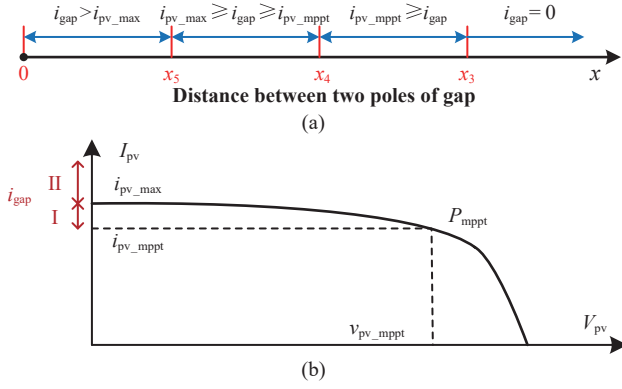 i_gap > i_pv_max i_pv_max ≥ i_gap ≥ i_pv_mppt i_pv_mppt ≥ i_gap i_gap = 0
0 x_5 x_4 x_3 x
Distance between two poles of gap
(a)
I_pv
II
i_pv_max
i_gap
I
P_mppt
i_pv_mppt
v_pv_mppt
V_pv
(b)